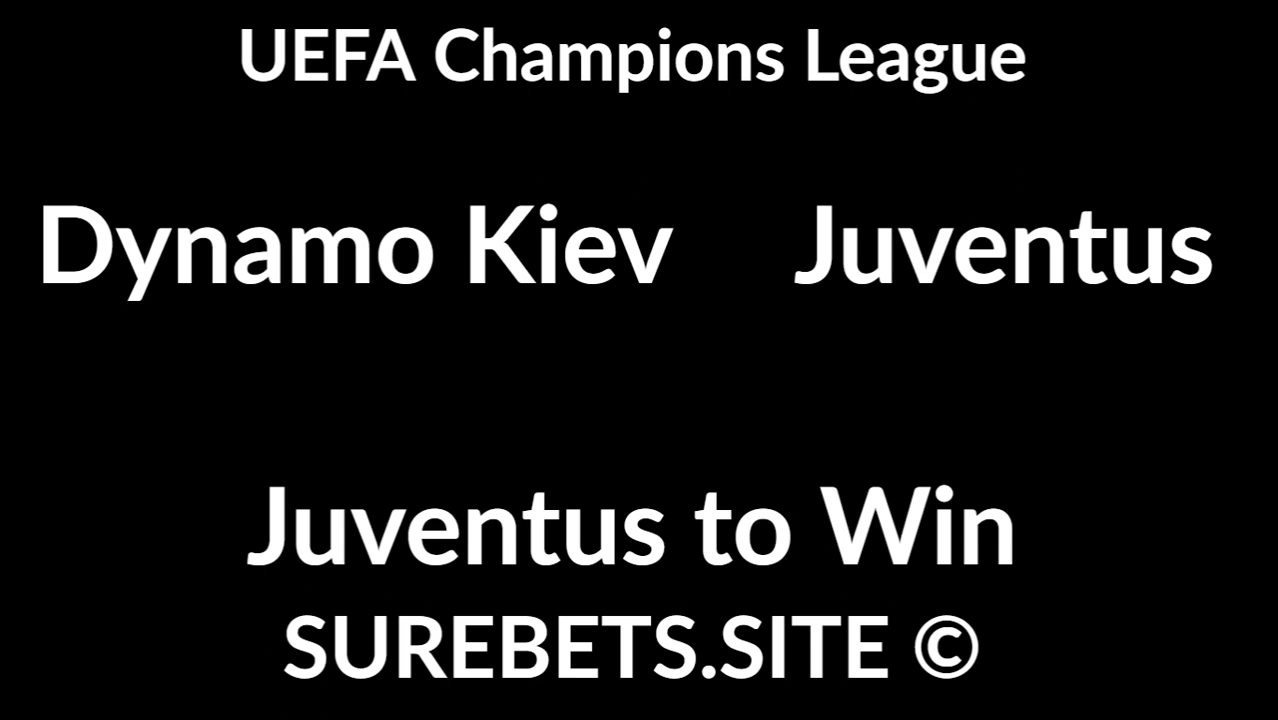 UEFA Champions League
Dynamo Kiev Juventus
Juventus to Win
SUREBETS.SITE ©